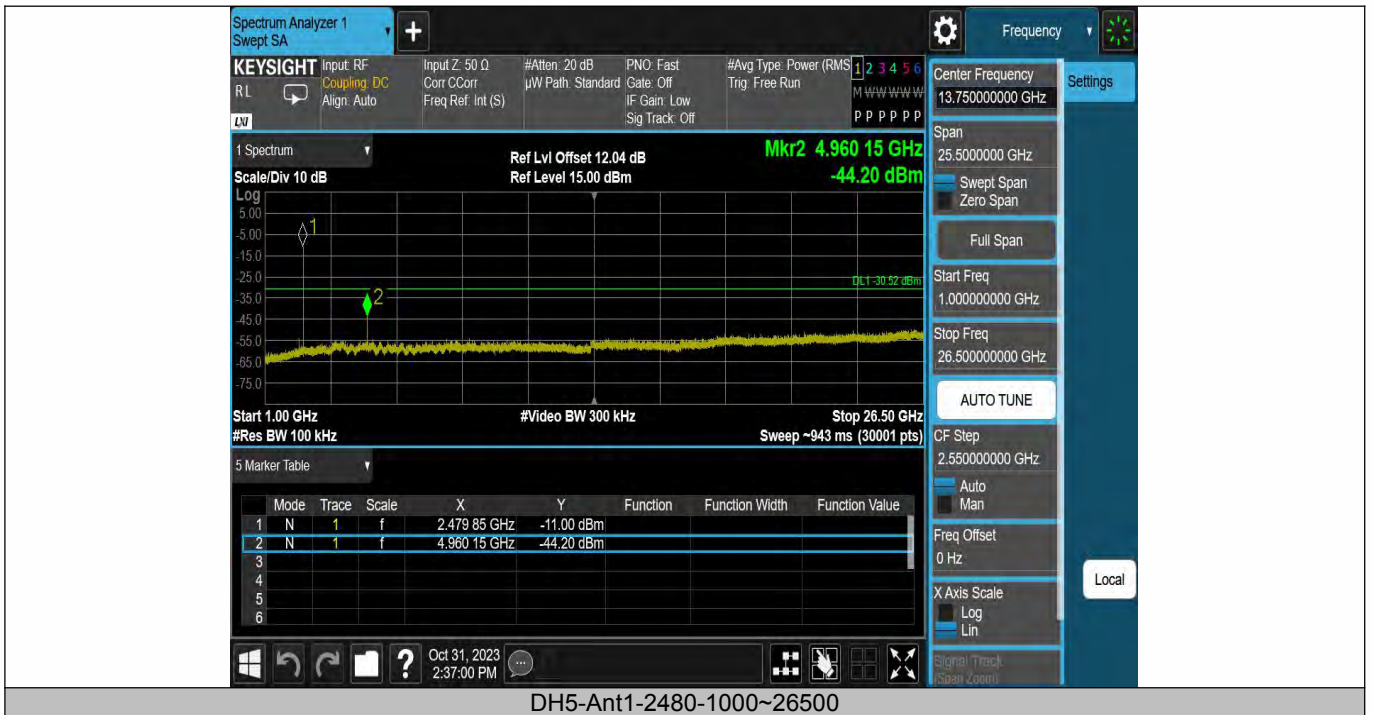 Spectrum Analyzer 1
Swept SA
+
Frequency
KEYSIGHT
RL
LXI
Input: RF
Coupling: DC
Align: Auto
Input Z: 50 Ω
Corr CCorr
Freq Ref: Int (S)
#Atten: 20 dB
µW Path: Standard
PNO: Fast
Gate: Off
IF Gain: Low
Sig Track: Off
#Avg Type: Power (RMS
Trig: Free Run
1 2 3 4 5 6
M W W W W W
P P P P P P
1 Spectrum
Scale/Div 10 dB
Ref Lvl Offset 12.04 dB
Ref Level 15.00 dBm
Mkr2 4.960 15 GHz
-44.20 dBm
Log
5.00
-5.00
-15.0
-25.0
-35.0
-45.0
-55.0
-65.0
-75.0
1
2
DL1 -30.52 dBm
Start 1.00 GHz
#Res BW 100 kHz
#Video BW 300 kHz
Stop 26.50 GHz
Sweep ~943 ms (30001 pts)
5 Marker Table
Mode Trace Scale X Y Function Function Width Function Value
1 N 1 f 2.479 85 GHz -11.00 dBm
2 N 1 f 4.960 15 GHz -44.20 dBm
3
4
5
6
?
Oct 31, 2023
2:37:00 PM
Center Frequency
13.750000000 GHz
Settings
Span
25.5000000 GHz
Swept Span
Zero Span
Full Span
Start Freq
1.000000000 GHz
Stop Freq
26.500000000 GHz
AUTO TUNE
CF Step
2.550000000 GHz
Auto
Man
Freq Offset
0 Hz
X Axis Scale
Log
Lin
Signal Track
(Span Zoom)
Local
DH5-Ant1-2480-1000~26500